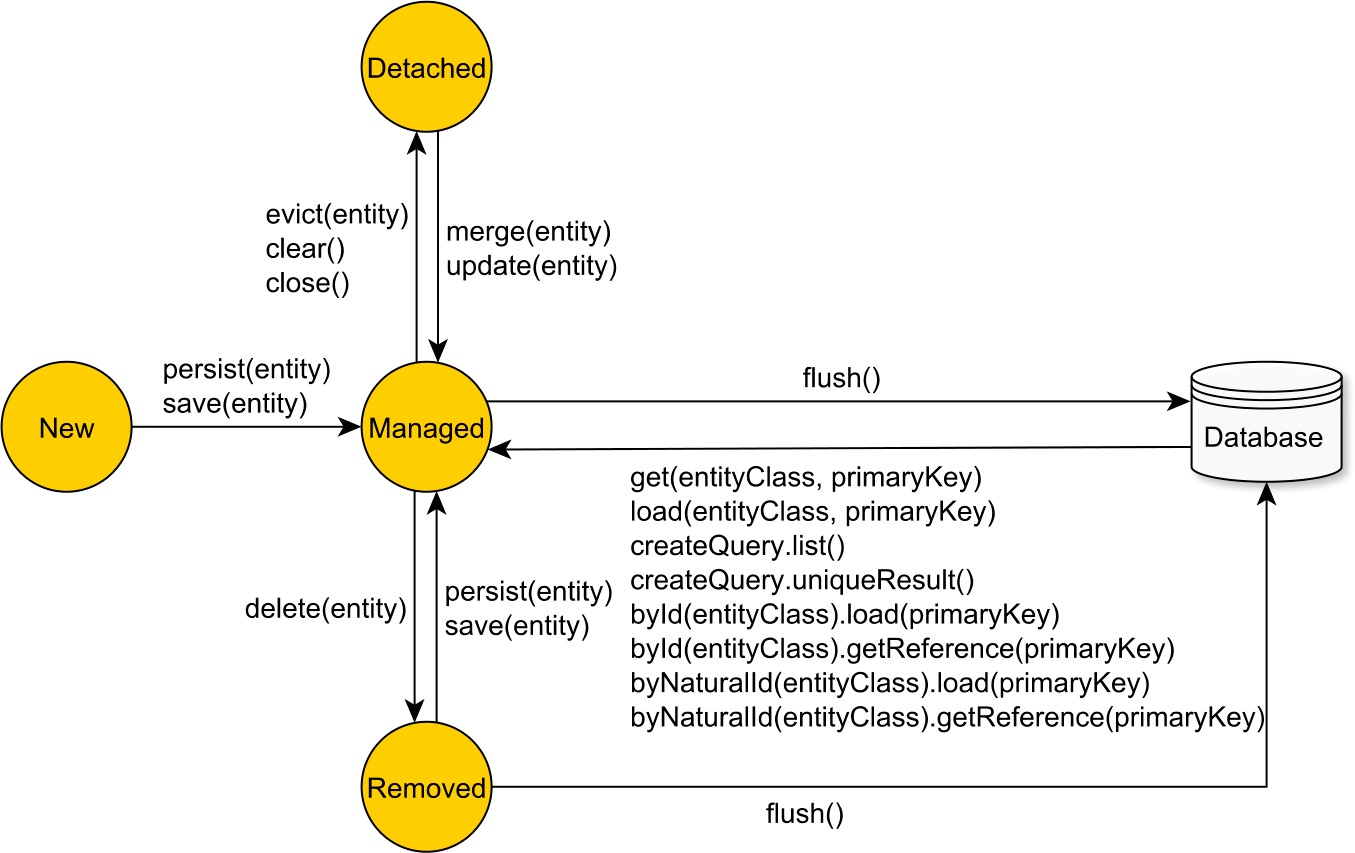 Detached
evict(entity)
clear()
close()
merge(entity)
update(entity)
persist(entity)
save(entity)
New
Managed
flush()
Database
get(entityClass, primaryKey)
load(entityClass, primaryKey)
createQuery.list()
createQuery.uniqueResult()
byId(entityClass).load(primaryKey)
byId(entityClass).getReference(primaryKey)
byNaturalId(entityClass).load(primaryKey)
byNaturalId(entityClass).getReference(primaryKey)
delete(entity)
persist(entity)
save(entity)
Removed
flush()